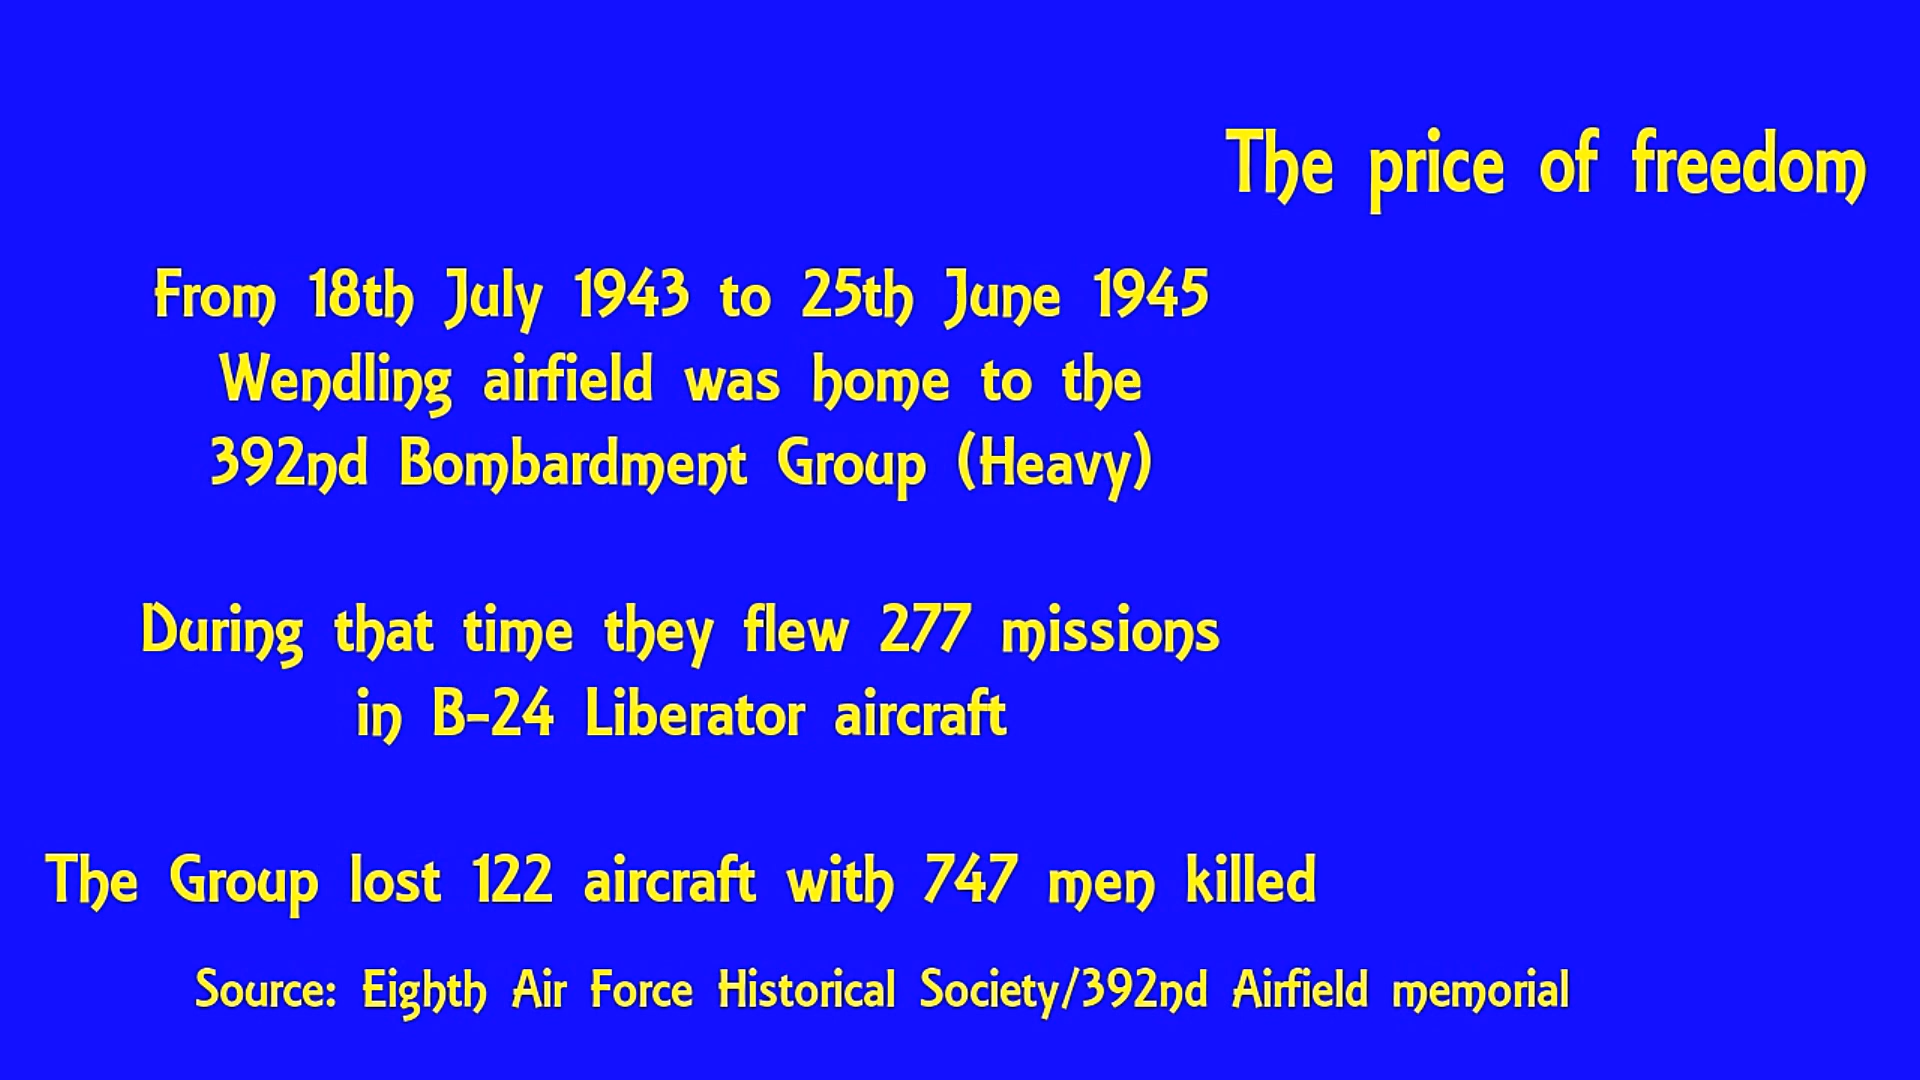 The price of freedom
From 18th July 1943 to 25th June 1945
Wendling airfield was home to the
392nd Bombardment Group (Heavy)
During that time they flew 277 missions
in B-24 Liberator aircraft
The Group lost 122 aircraft with 747 men killed
Source: Eighth Air Force Historical Society/392nd Airfield memorial